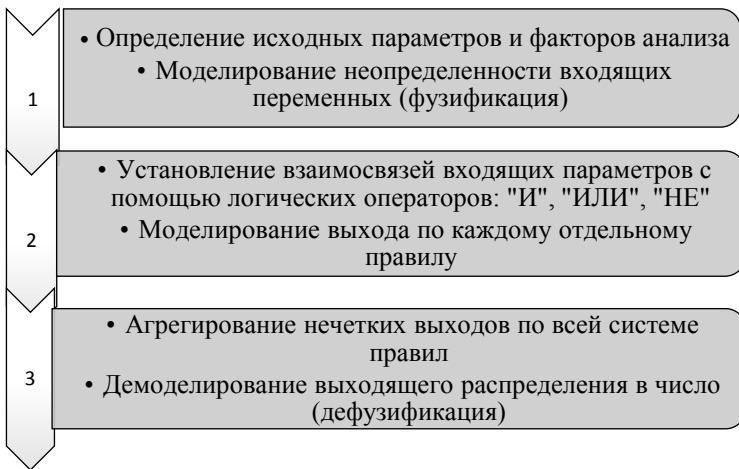 1
• Определение исходных параметров и факторов анализа
• Моделирование неопределенности входящих
переменных (фузификация)
2
• Установление взаимосвязей входящих параметров с
помощью логических операторов: "И", "ИЛИ", "НЕ"
• Моделирование выхода по каждому отдельному
правилу
3
• Агрегирование нечетких выходов по всей системе
правил
• Демоделирование выходящего распределения в число
(дефузификация)